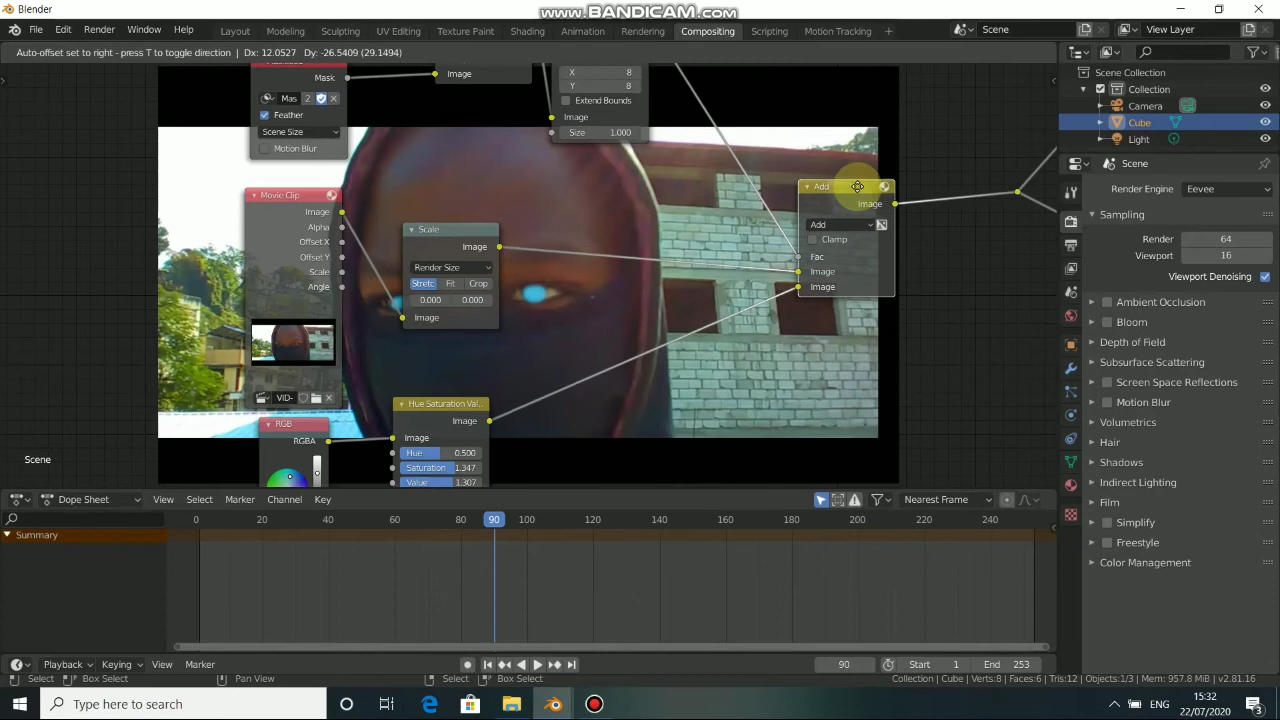 Blender
www.BANDICAM.com
File Edit Render Window Help
Layout Modeling Sculpting UV Editing Texture Paint Shading Animation Rendering Compositing Scripting Motion Tracking +
Scene
View Layer
Auto-offset set to right - press T to toggle direction | Dx: 12.0527 Dy: -26.5409 (29.1494)
Mask
Mas 2
Feather
Scene Size
Motion Blur
Image
X 8
Y 8
Extend Bounds
Image
Size 1.000
Movie Clip
Image
Alpha
Offset X
Offset Y
Scale
Angle
VID-
Scale
Image
Render Size
Stretc Fit Crop
0.000 0.000
Image
Add
Image
Add
Clamp
Fac
Image
Image
RGB
RGBA
Hue Saturation Val..
Image
Image
Hue 0.500
Saturation 1.347
Value 1.307
Scene
Scene Collection
Collection
Camera
Cube
Light
Scene
Render Engine Eevee
Sampling
Render 64
Viewport 16
Viewport Denoising
Ambient Occlusion
Bloom
Depth of Field
Subsurface Scattering
Screen Space Reflections
Motion Blur
Volumetrics
Hair
Shadows
Indirect Lighting
Film
Simplify
Freestyle
Color Management
Dope Sheet View Select Marker Channel Key
Nearest Frame
0 20 40 60 80 90 100 120 140 160 180 200 220 240
Summary
Playback Keying View Marker
90
Start 1
End 253
Select Box Select Pan View Select Box Select
Collection | Cube | Verts:8 | Faces:6 | Tris:12 | Objects:1/3 | Mem: 957.8 MiB | v2.81.16
Type here to search
ENG
15:32
22/07/2020
3